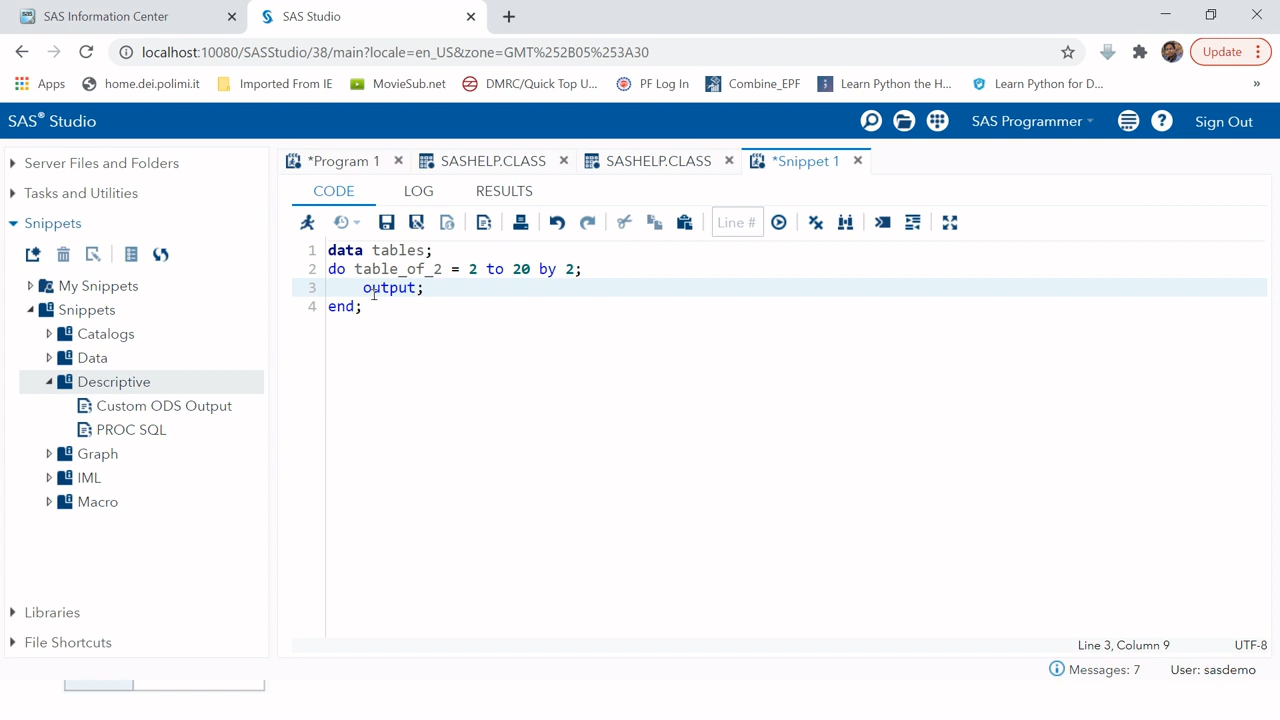 SAS Information Center
SAS Studio
localhost:10080/SASStudio/38/main?locale=en_US&zone=GMT%252B05%253A30
Update
Apps
home.dei.polimi.it
Imported From IE
MovieSub.net
DMRC/Quick Top U...
PF Log In
Combine_EPF
Learn Python the H...
Learn Python for D...
»
SAS® Studio
SAS Programmer
Sign Out
Server Files and Folders
Tasks and Utilities
Snippets
My Snippets
Snippets
Catalogs
Data
Descriptive
Custom ODS Output
PROC SQL
Graph
IML
Macro
Libraries
File Shortcuts
*Program 1
SASHELP.CLASS
SASHELP.CLASS
*Snippet 1
CODE
LOG
RESULTS
Line #
1 data tables;
2 do table_of_2 = 2 to 20 by 2;
3 output;
4 end;
Line 3, Column 9
UTF-8
Messages: 7
User: sasdemo